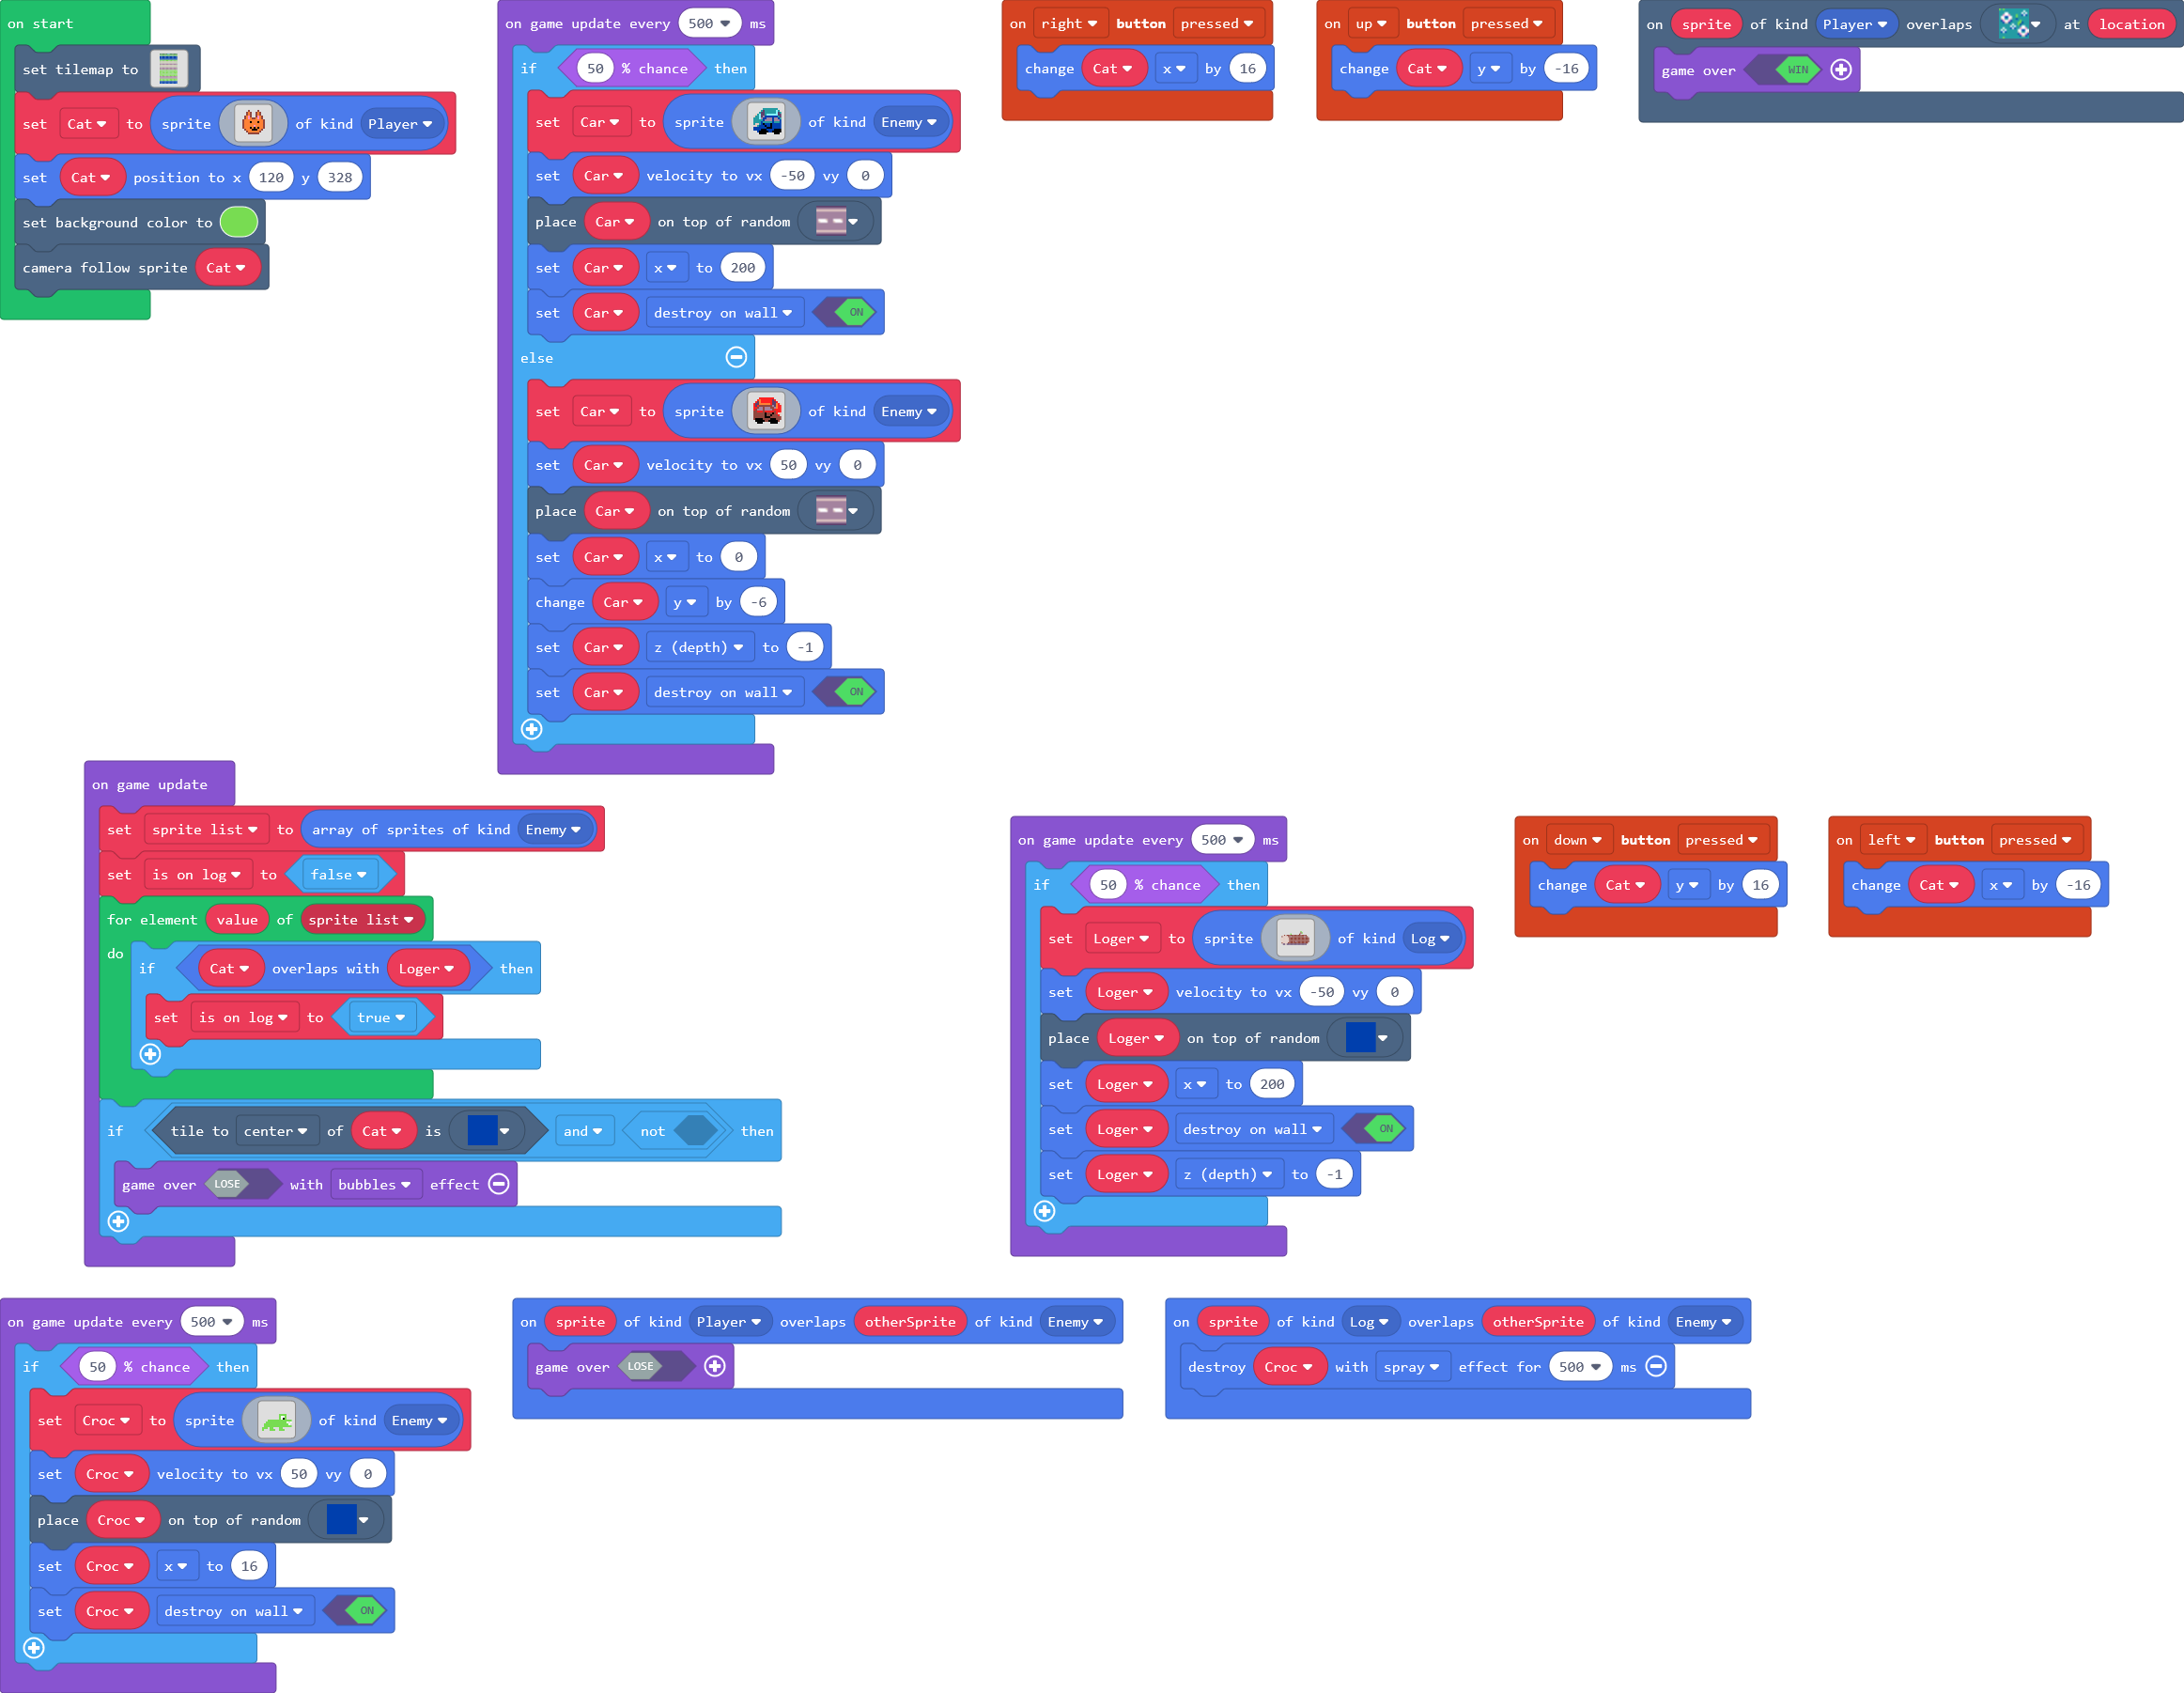 on start
set tilemap to
set Cat to sprite of kind Player
set Cat position to x 120 y 328
set background color to
camera follow sprite Cat
on game update every 500 ms
if 50 % chance then
set Car to sprite of kind Enemy
set Car velocity to vx -50 vy 0
place Car on top of random
set Car x to 200
set Car destroy on wall ON
else
set Car to sprite of kind Enemy
set Car velocity to vx 50 vy 0
place Car on top of random
set Car x to 0
change Car y by -6
set Car z (depth) to -1
set Car destroy on wall ON
on right button pressed
change Cat x by 16
on up button pressed
change Cat y by -16
on sprite of kind Player overlaps at location
game over WIN
on game update
set sprite list to array of sprites of kind Enemy
set is on log to false
for element value of sprite list
do if Cat overlaps with Loger then
set is on log to true
if tile to center of Cat is and not then
game over LOSE with bubbles effect
on game update every 500 ms
if 50 % chance then
set Loger to sprite of kind Log
set Loger velocity to vx -50 vy 0
place Loger on top of random
set Loger x to 200
set Loger destroy on wall ON
set Loger z (depth) to -1
on down button pressed
change Cat y by 16
on left button pressed
change Cat x by -16
on game update every 500 ms
if 50 % chance then
set Croc to sprite of kind Enemy
set Croc velocity to vx 50 vy 0
place Croc on top of random
set Croc x to 16
set Croc destroy on wall ON
on sprite of kind Player overlaps otherSprite of kind Enemy
game over LOSE
on sprite of kind Log overlaps otherSprite of kind Enemy
destroy Croc with spray effect for 500 ms